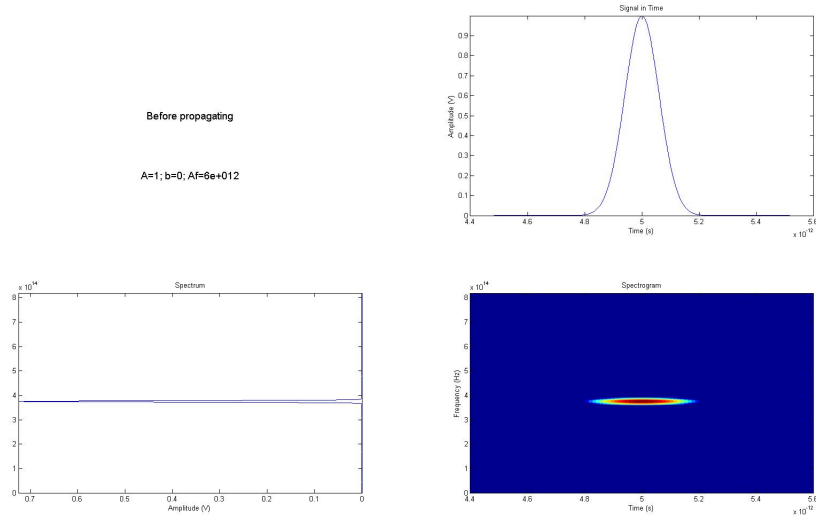 Before propagating
A=1; b=0; Af=6e+012
Signal in Time
Amplitude (V)
0.9
0.8
0.7
0.6
0.5
0.4
0.3
0.2
0.1
0
4.4 4.6 4.8 5 5.2 5.4 5.6
Time (s)
x 10^-12
Spectrum
x 10^14
8
7
6
5
4
3
2
1
0
0.7 0.6 0.5 0.4 0.3 0.2 0.1 0
Amplitude (V)
Spectrogram
x 10^14
Frequency (Hz)
8
7
6
5
4
3
2
1
0
4.4 4.6 4.8 5 5.2 5.4 5.6
Time (s)
x 10^-12